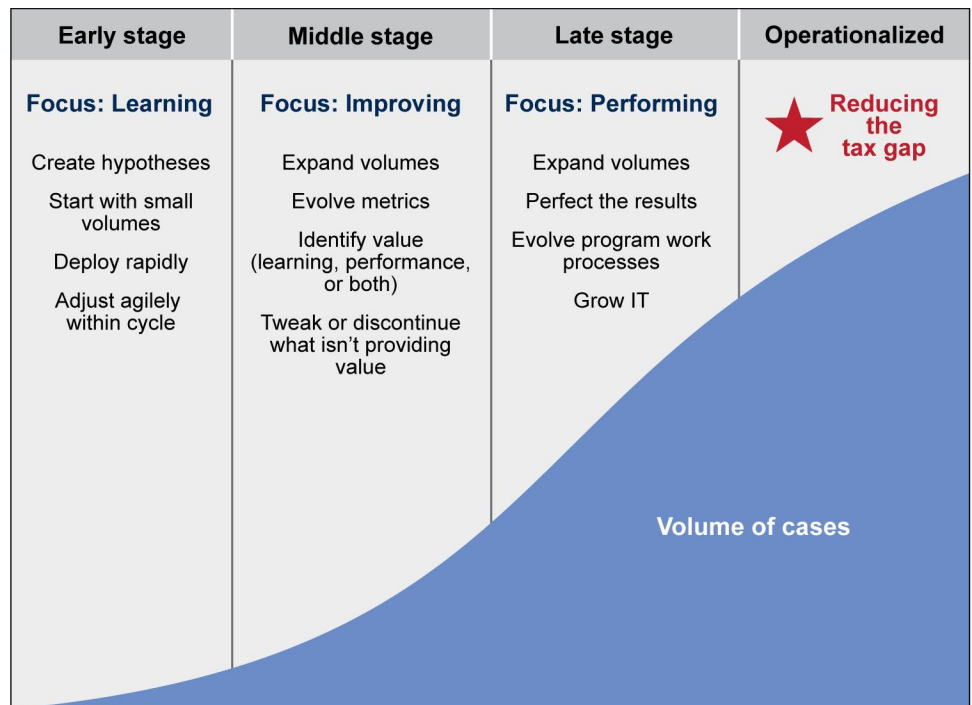 Early stage
Middle stage
Late stage
Operationalized
Focus: Learning
Create hypotheses
Start with small
volumes
Deploy rapidly
Adjust agilely
within cycle
Focus: Improving
Expand volumes
Evolve metrics
Identify value
(learning, performance,
or both)
Tweak or discontinue
what isn’t providing
value
Focus: Performing
Expand volumes
Perfect the results
Evolve program work
processes
Grow IT
Reducing
the
tax gap
Volume of cases